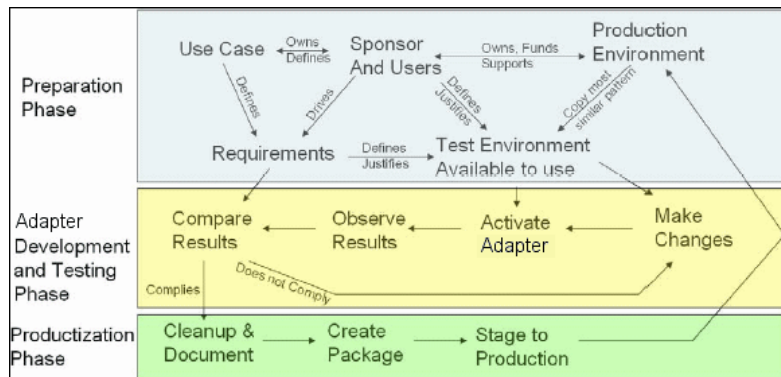 Preparation
Phase
Use Case
Owns
Defines
Sponsor
And Users
Owns, Funds
Supports
Production
Environment
Defines
Drives
Defines
Justifies
Copy most
similar pattern
Requirements
Defines
Justifies
Test Environment
Available to use
Adapter
Development
and Testing
Phase
Compare
Results
Observe
Results
Activate
Adapter
Make
Changes
Complies
Does not Comply
Productization
Phase
Cleanup &
Document
Create
Package
Stage to
Production